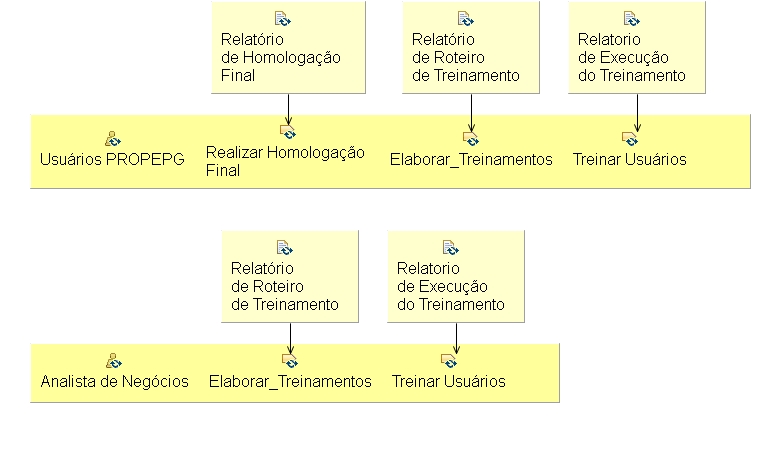 Relatório
de Homologação
Final
Relatório
de Roteiro
de Treinamento
Relatorio
de Execução
do Treinamento
Usuários PROPEPG
Realizar Homologação
Final
Elaborar_Treinamentos
Treinar Usuários
Relatório
de Roteiro
de Treinamento
Relatorio
de Execução
do Treinamento
Analista de Negócios
Elaborar_Treinamentos
Treinar Usuários